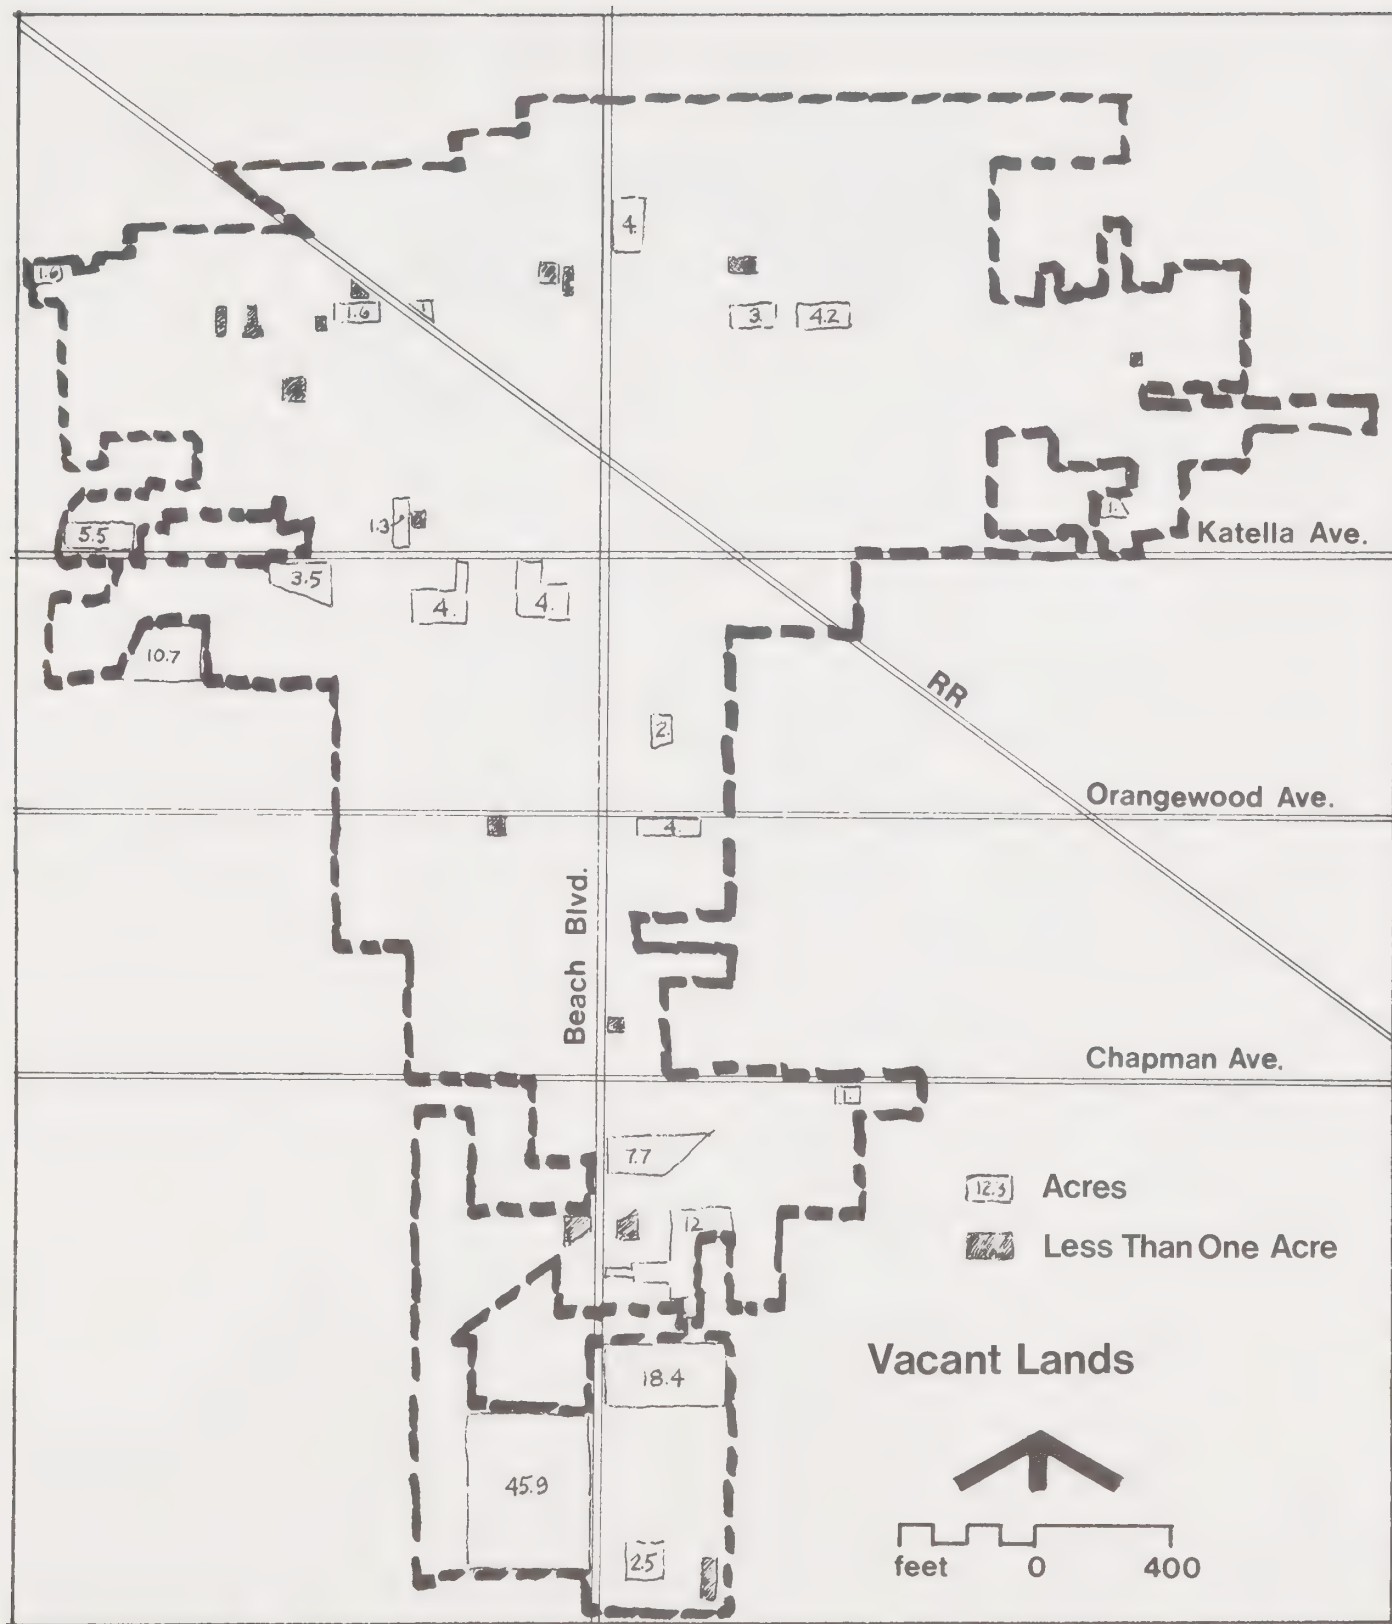 4.
1.6
1.6
1
3.
4.2
1.
1.3
5.5
Katella Ave.
3.5
4.
4.
10.7
RR
2.
Orangewood Ave.
4
Beach Blvd.
Chapman Ave.
1.
7.7
12.3 Acres
12
Less Than One Acre
Vacant Lands
18.4
45.9
2.5
feet 0 400